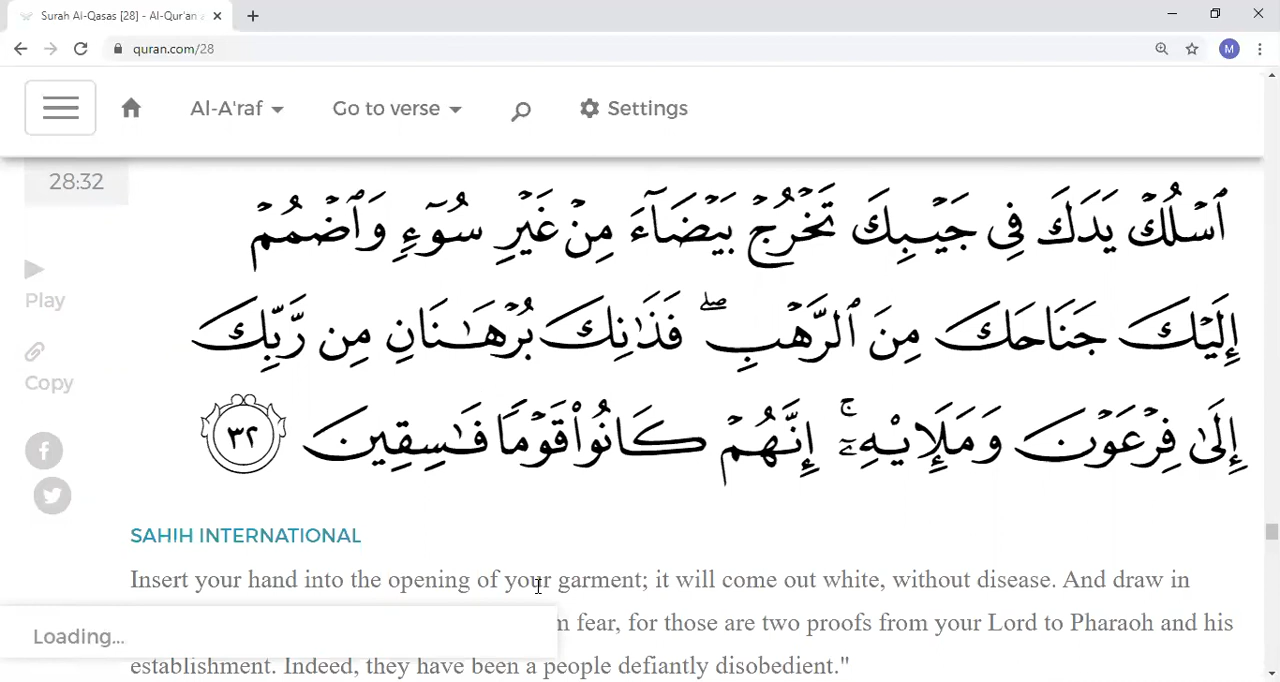 Surah Al-Qasas [28] - Al-Qur'an
quran.com/28
M
Al-A'raf
Go to verse
Settings
28:32
ٱسْلُكْ يَدَكَ فِى جَيْبِكَ تَخْرُجْ بَيْضَآءَ مِنْ غَيْرِ سُوٓءٍ وَٱضْمُمْ
إِلَيْكَ جَنَاحَكَ مِنَ ٱلرَّهْبِ ۖ فَذَٰنِكَ بُرْهَـٰنَانِ مِن رَّبِّكَ
إِلَىٰ فِرْعَوْنَ وَمَلَإِي۟هِۦٓ ۚ إِنَّهُمْ كَانُوا۟ قَوْمًا فَـٰسِقِينَ ٣٢
Play
Copy
SAHIH INTERNATIONAL
Insert your hand into the opening of your garment; it will come out white, without disease. And draw in
fear, for those are two proofs from your Lord to Pharaoh and his
establishment. Indeed, they have been a people defiantly disobedient."
Loading...